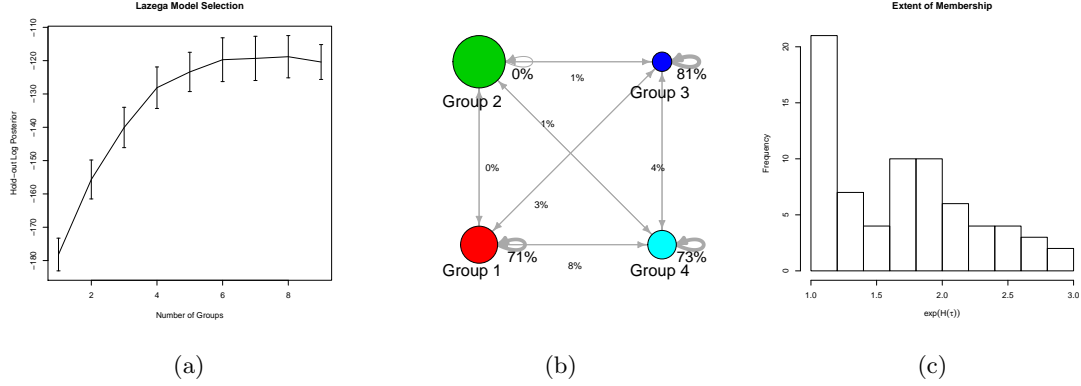 Lazega Model Selection
Hold−out Log Posterior
−110
−120
−130
−140
−150
−160
−170
−180
2 4 6 8
Number of Groups
(a)
0%
Group 2
1%
81%
Group 3
1%
0%
4%
3%
71%
Group 1
8%
73%
Group 4
(b)
Extent of Membership
Frequency
20
15
10
5
0
1.0 1.5 2.0 2.5 3.0
exp(H(τ))
(c)